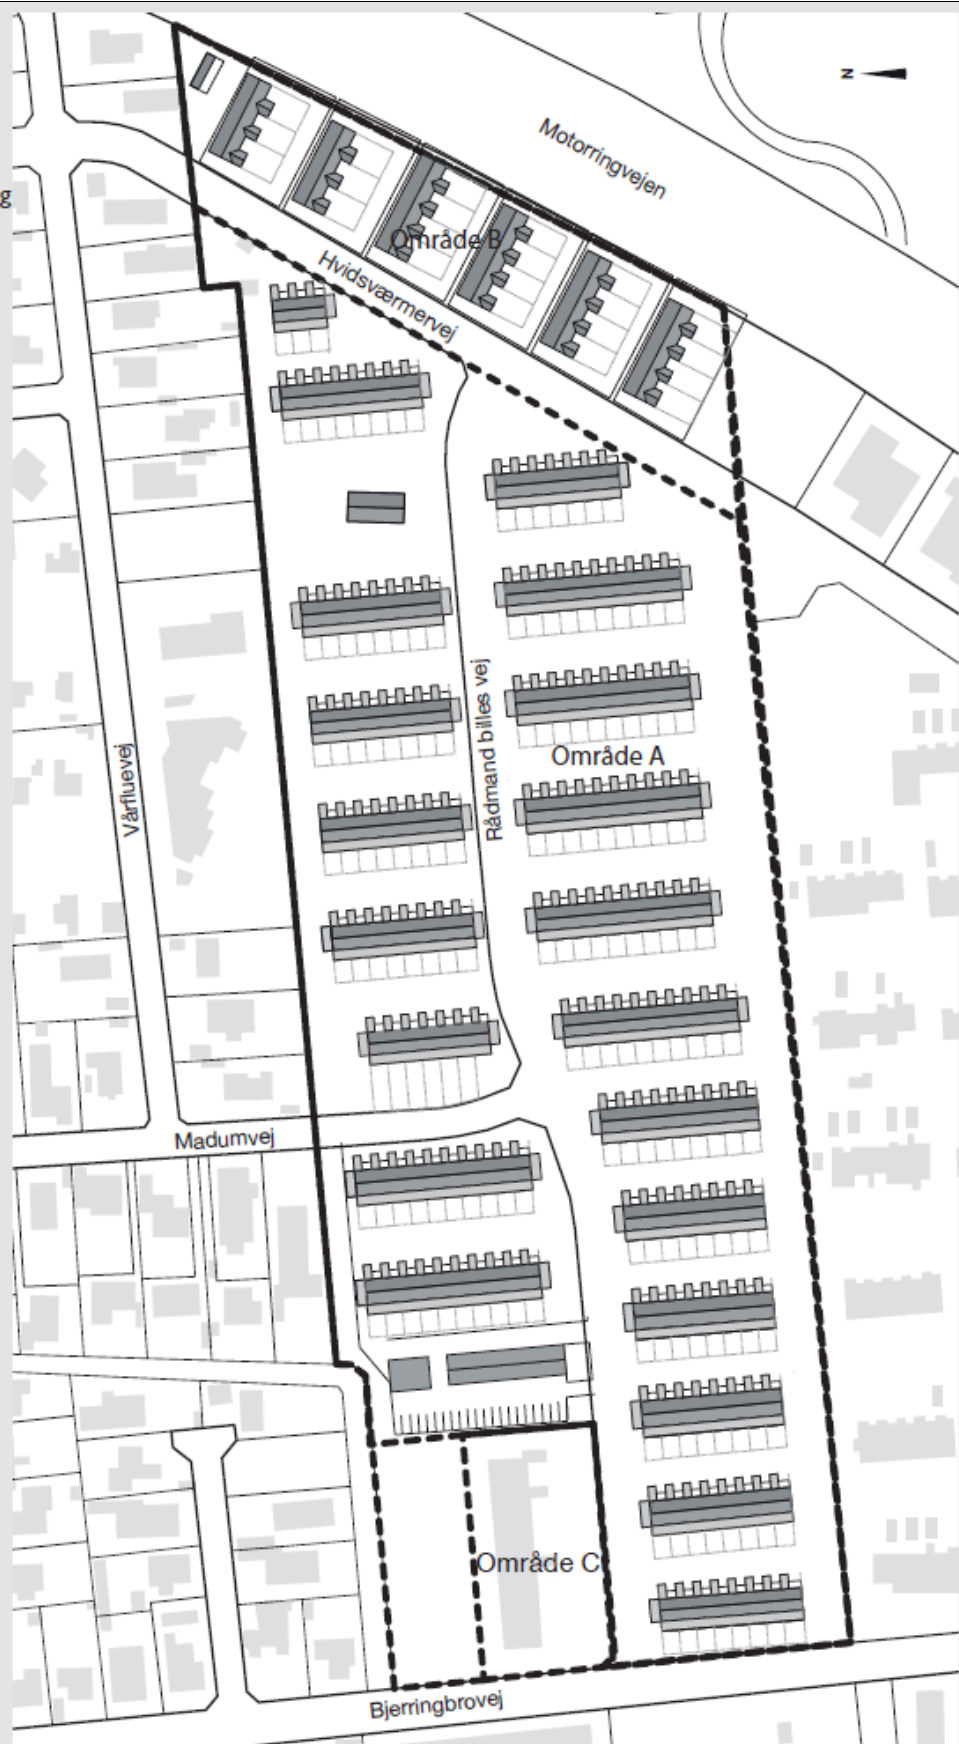 Motorringvejen
N
g
Område B
Hvidsværmervej
Rådmand billes vej
Område A
Vårfluevej
Madumvej
Område C
Bjerringbrovej